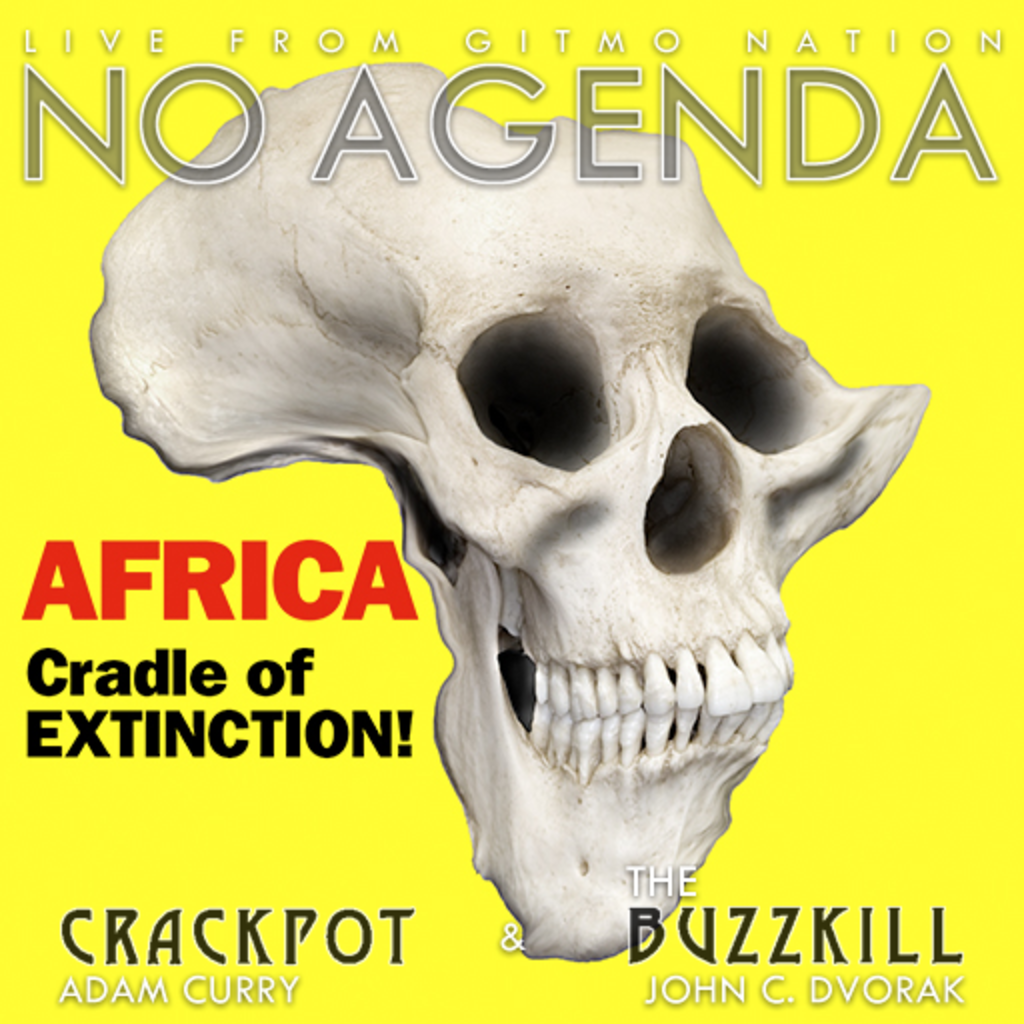 LIVE FROM GITMO NATION
NO AGENDA
AFRICA
Cradle of
EXTINCTION!
CRACKPOT
ADAM CURRY
&
THE
BUZZKILL
JOHN C. DVORAK